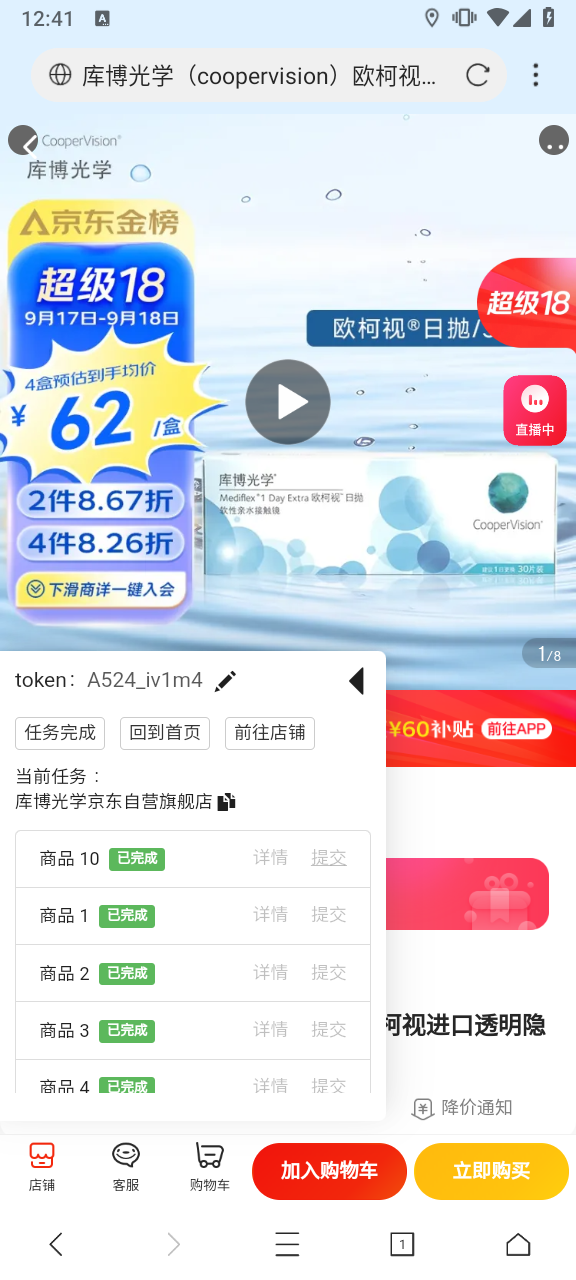 12:41
A
库博光学（coopervision）欧柯视…
CooperVision®
库博光学
京东金榜
超级18
9月17日-9月18日
4盒预估到手均价
¥62/盒
2件8.67折
4件8.26折
下滑商详一键入会
欧柯视®日抛/
超级18
直播中
库博光学
Mediflex® 1 Day Extra 欧柯视®日抛
软性亲水接触镜
CooperVision®
建议1日更换 30片装
1/8
token： A524_iv1m4
任务完成 回到首页 前往店铺
¥60补贴 前往APP
当前任务：
库博光学京东自营旗舰店
商品 10 已完成 详情 提交
商品 1 已完成 详情 提交
商品 2 已完成 详情 提交
商品 3 已完成 详情 提交
柯视进口透明隐
商品 4 已完成 详情 提交
降价通知
店铺 客服 购物车 加入购物车 立即购买
1